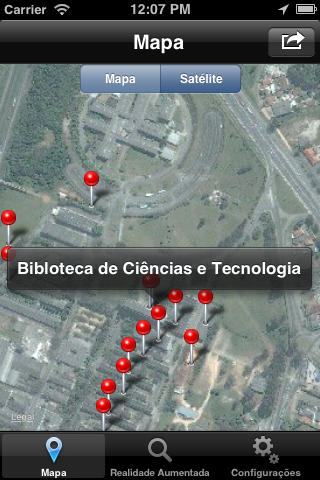 Carrier 12:07 PM
Mapa
Mapa Satélite
Bibloteca de Ciências e Tecnologia
Legal
Mapa Realidade Aumentada Configurações